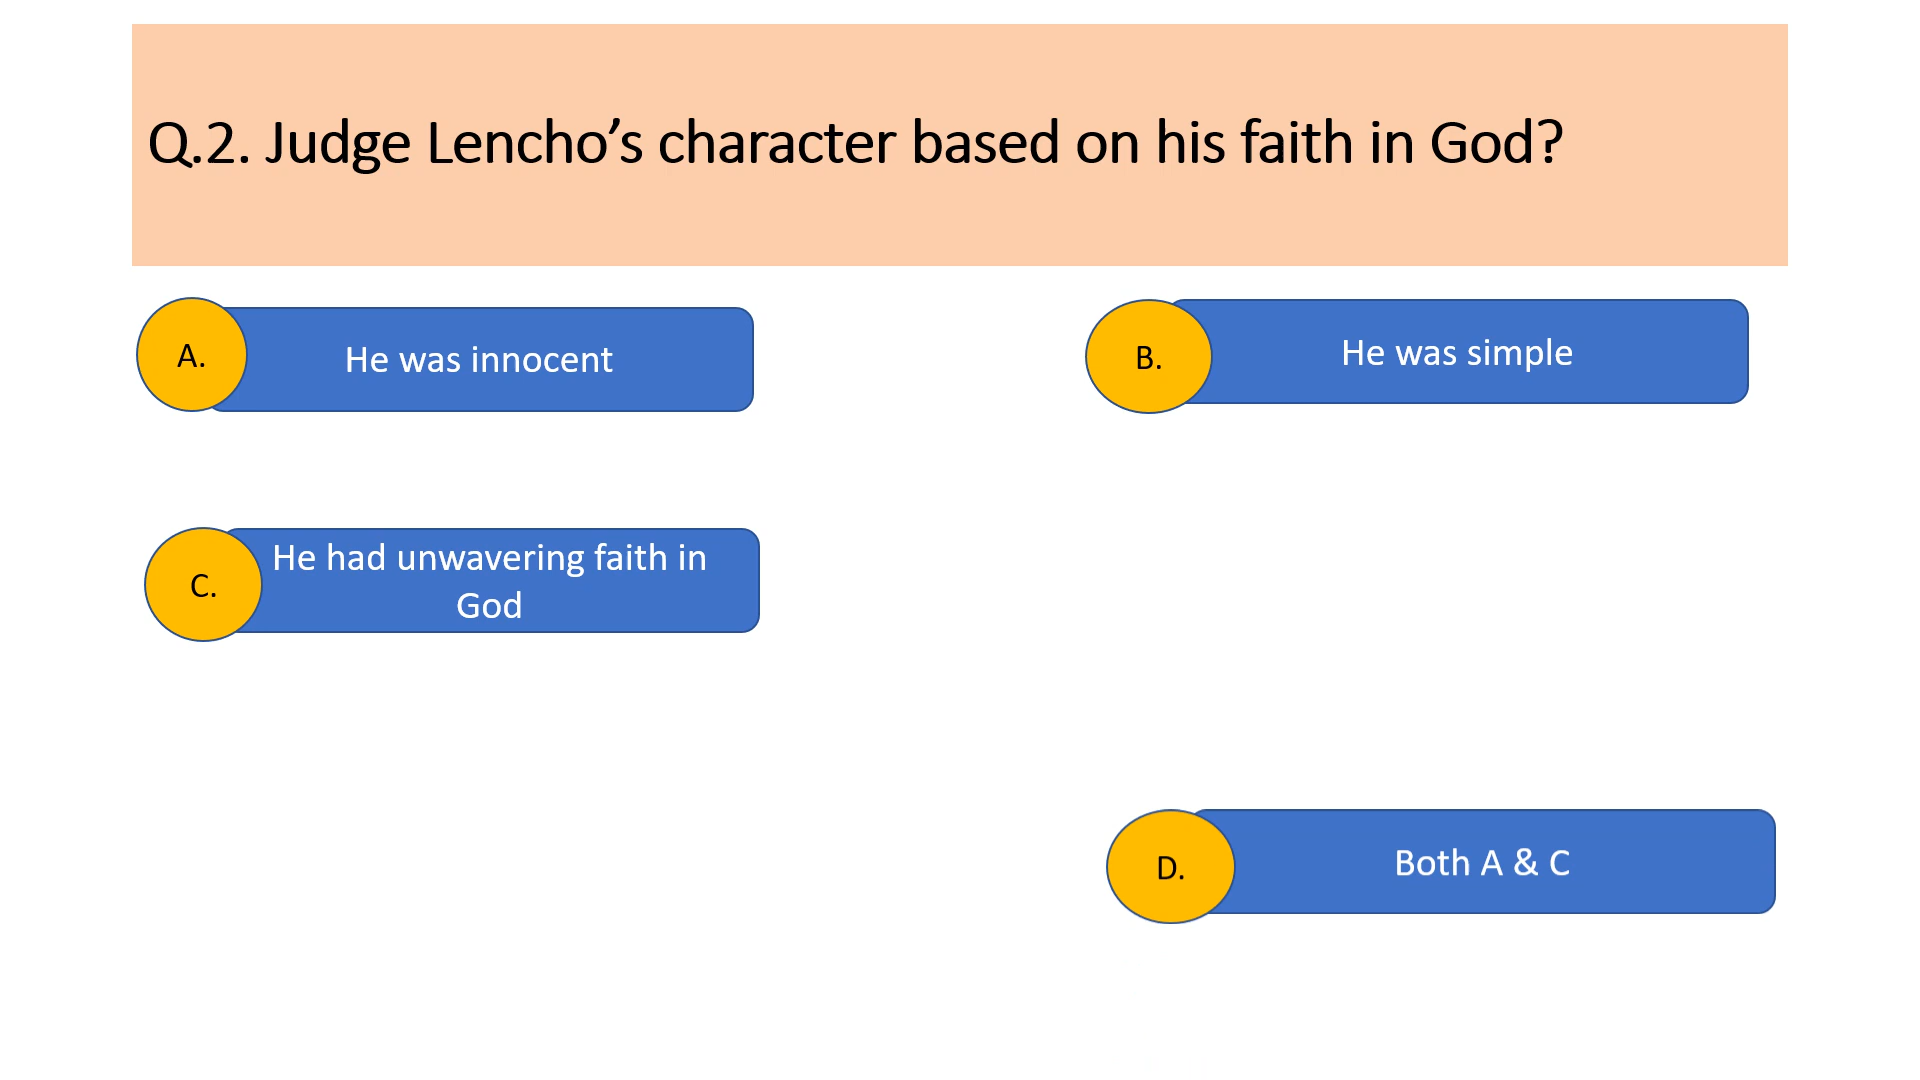 Q.2. Judge Lencho’s character based on his faith in God?
A.
He was innocent
B.
He was simple
C.
He had unwavering faith in
God
D.
Both A & C